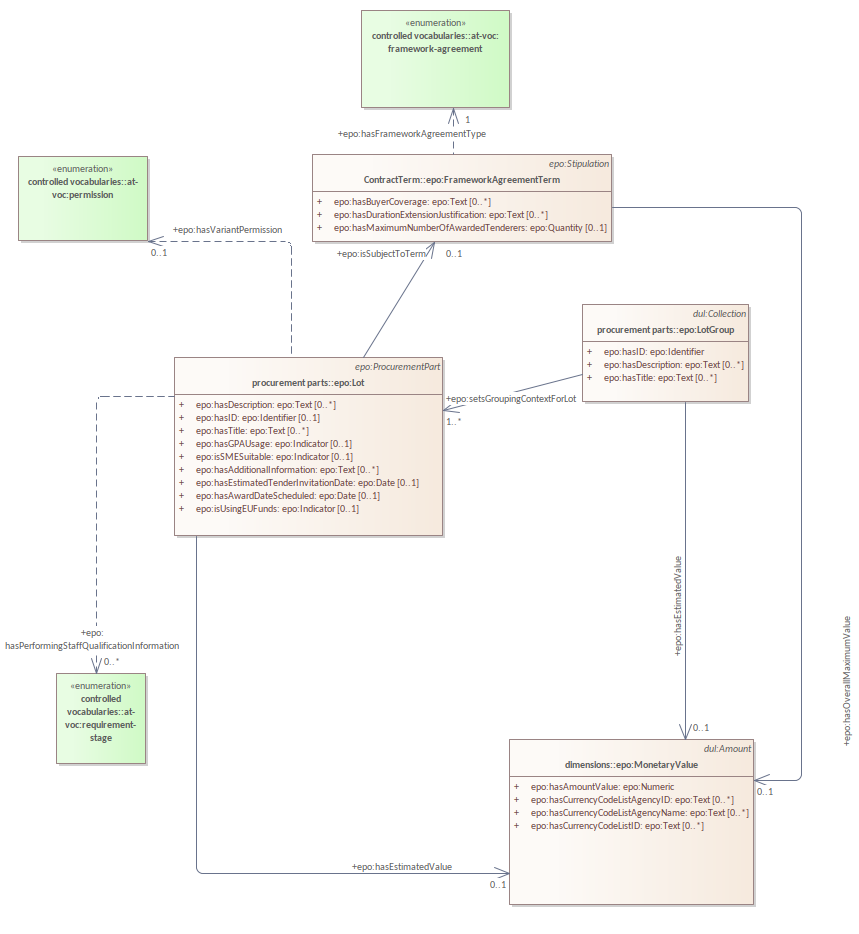 «enumeration»
controlled vocabularies::at-voc:
framework-agreement
1
+epo:hasFrameworkAgreementType
«enumeration»
controlled vocabularies::at-
voc:permission
+epo:hasVariantPermission
0..1
epo:Stipulation
ContractTerm::epo:FrameworkAgreementTerm
+ epo:hasBuyerCoverage: epo:Text [0..*]
+ epo:hasDurationExtensionJustification: epo:Text [0..*]
+ epo:hasMaximumNumberOfAwardedTenderers: epo:Quantity [0..1]
+epo:isSubjectToTerm
0..1
dul:Collection
procurement parts::epo:LotGroup
+ epo:hasID: epo:Identifier
+ epo:hasDescription: epo:Text [0..*]
+ epo:hasTitle: epo:Text [0..*]
epo:ProcurementPart
procurement parts::epo:Lot
+ epo:hasDescription: epo:Text [0..*]
+ epo:hasID: epo:Identifier [0..1]
+ epo:hasTitle: epo:Text [0..*]
+ epo:hasGPAUsage: epo:Indicator [0..1]
+ epo:isSMESuitable: epo:Indicator [0..1]
+ epo:hasAdditionalInformation: epo:Text [0..*]
+ epo:hasEstimatedTenderInvitationDate: epo:Date [0..1]
+ epo:hasAwardDateScheduled: epo:Date [0..1]
+ epo:isUsingEUFunds: epo:Indicator [0..1]
+epo:setsGroupingContextForLot
1..*
+epo:hasEstimatedValue
0..1
+epo:hasOverallMaximumValue
0..1
+epo:
hasPerformingStaffQualificationInformation
0..*
«enumeration»
controlled
vocabularies::at-
voc:requirement-
stage
dul:Amount
dimensions::epo:MonetaryValue
+ epo:hasAmountValue: epo:Numeric
+ epo:hasCurrencyCodeListAgencyID: epo:Text [0..*]
+ epo:hasCurrencyCodeListAgencyName: epo:Text [0..*]
+ epo:hasCurrencyCodeListID: epo:Text [0..*]
+epo:hasEstimatedValue
0..1